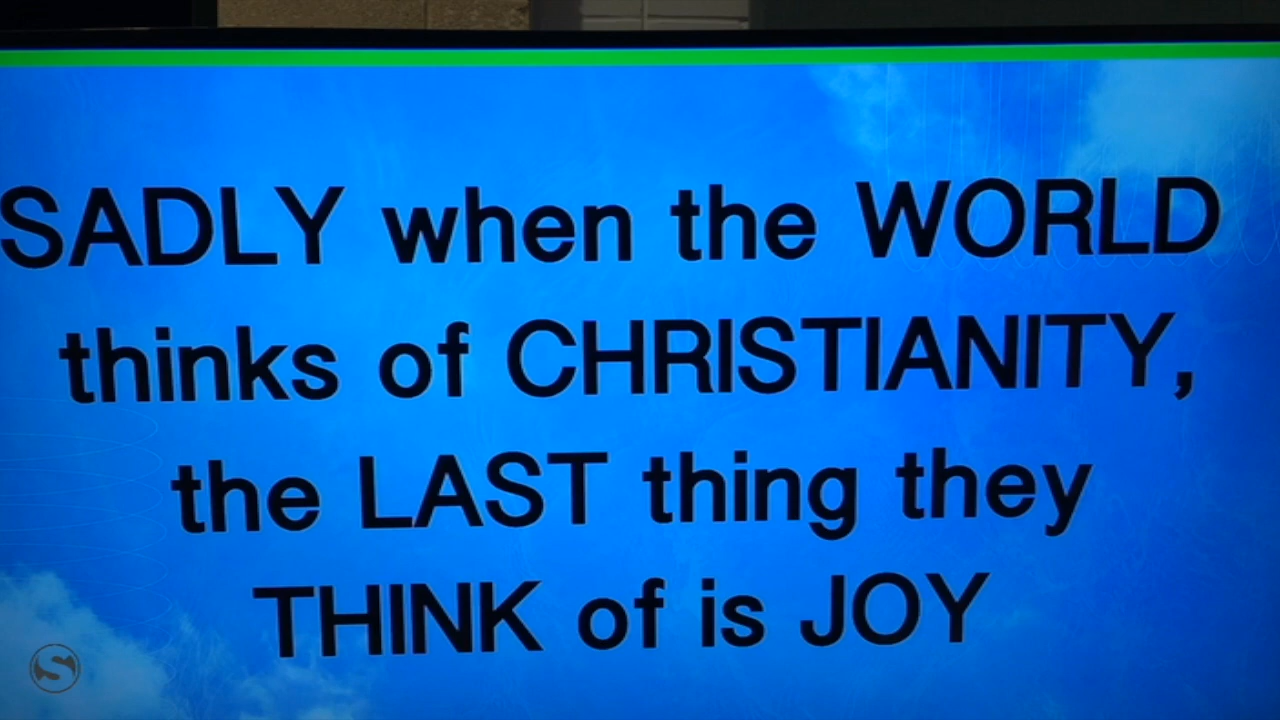 SADLY when the WORLD
thinks of CHRISTIANITY,
the LAST thing they
THINK of is JOY
S